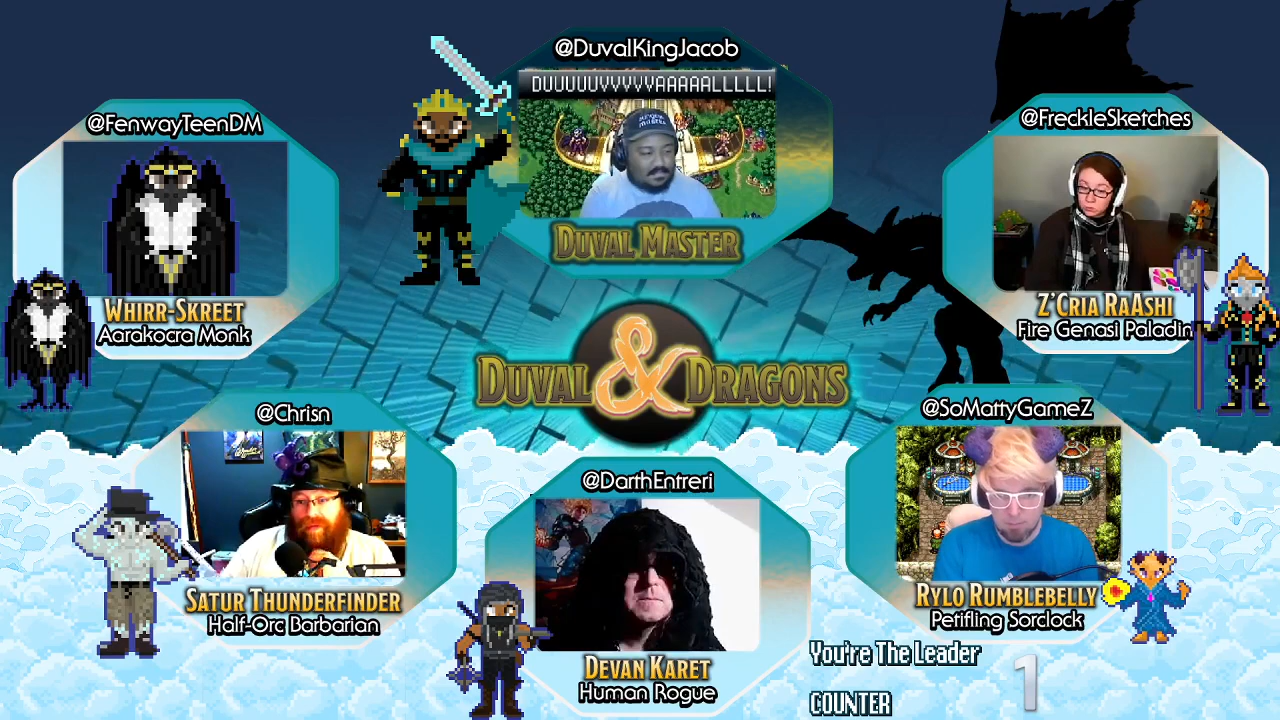 @DuvalKingJacob
DUUUUUVVVVVAAAAALLLLL!
DUVAL MASTER
@FenwayTeenDM
WHIRR-SKREET
Aarakocra Monk
@FreckleSketches
Z'CRIA RAASHI
Fire Genasi Paladin
DUVAL & DRAGONS
@Chrisn
SATUR THUNDERFINDER
Half-Orc Barbarian
@DarthEntreri
DEVAN KARET
Human Rogue
@SoMattyGameZ
RYLO RUMBLEBELLY
Petifling Sorclock
You're The Leader
COUNTER
1